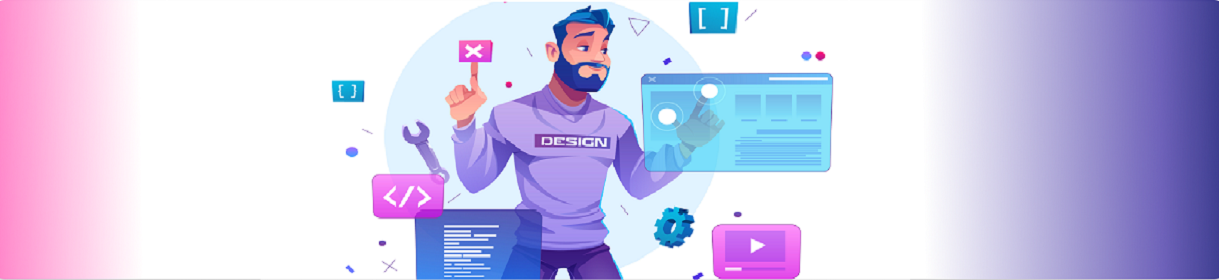 [ ]
{ }
DESIGN
</>